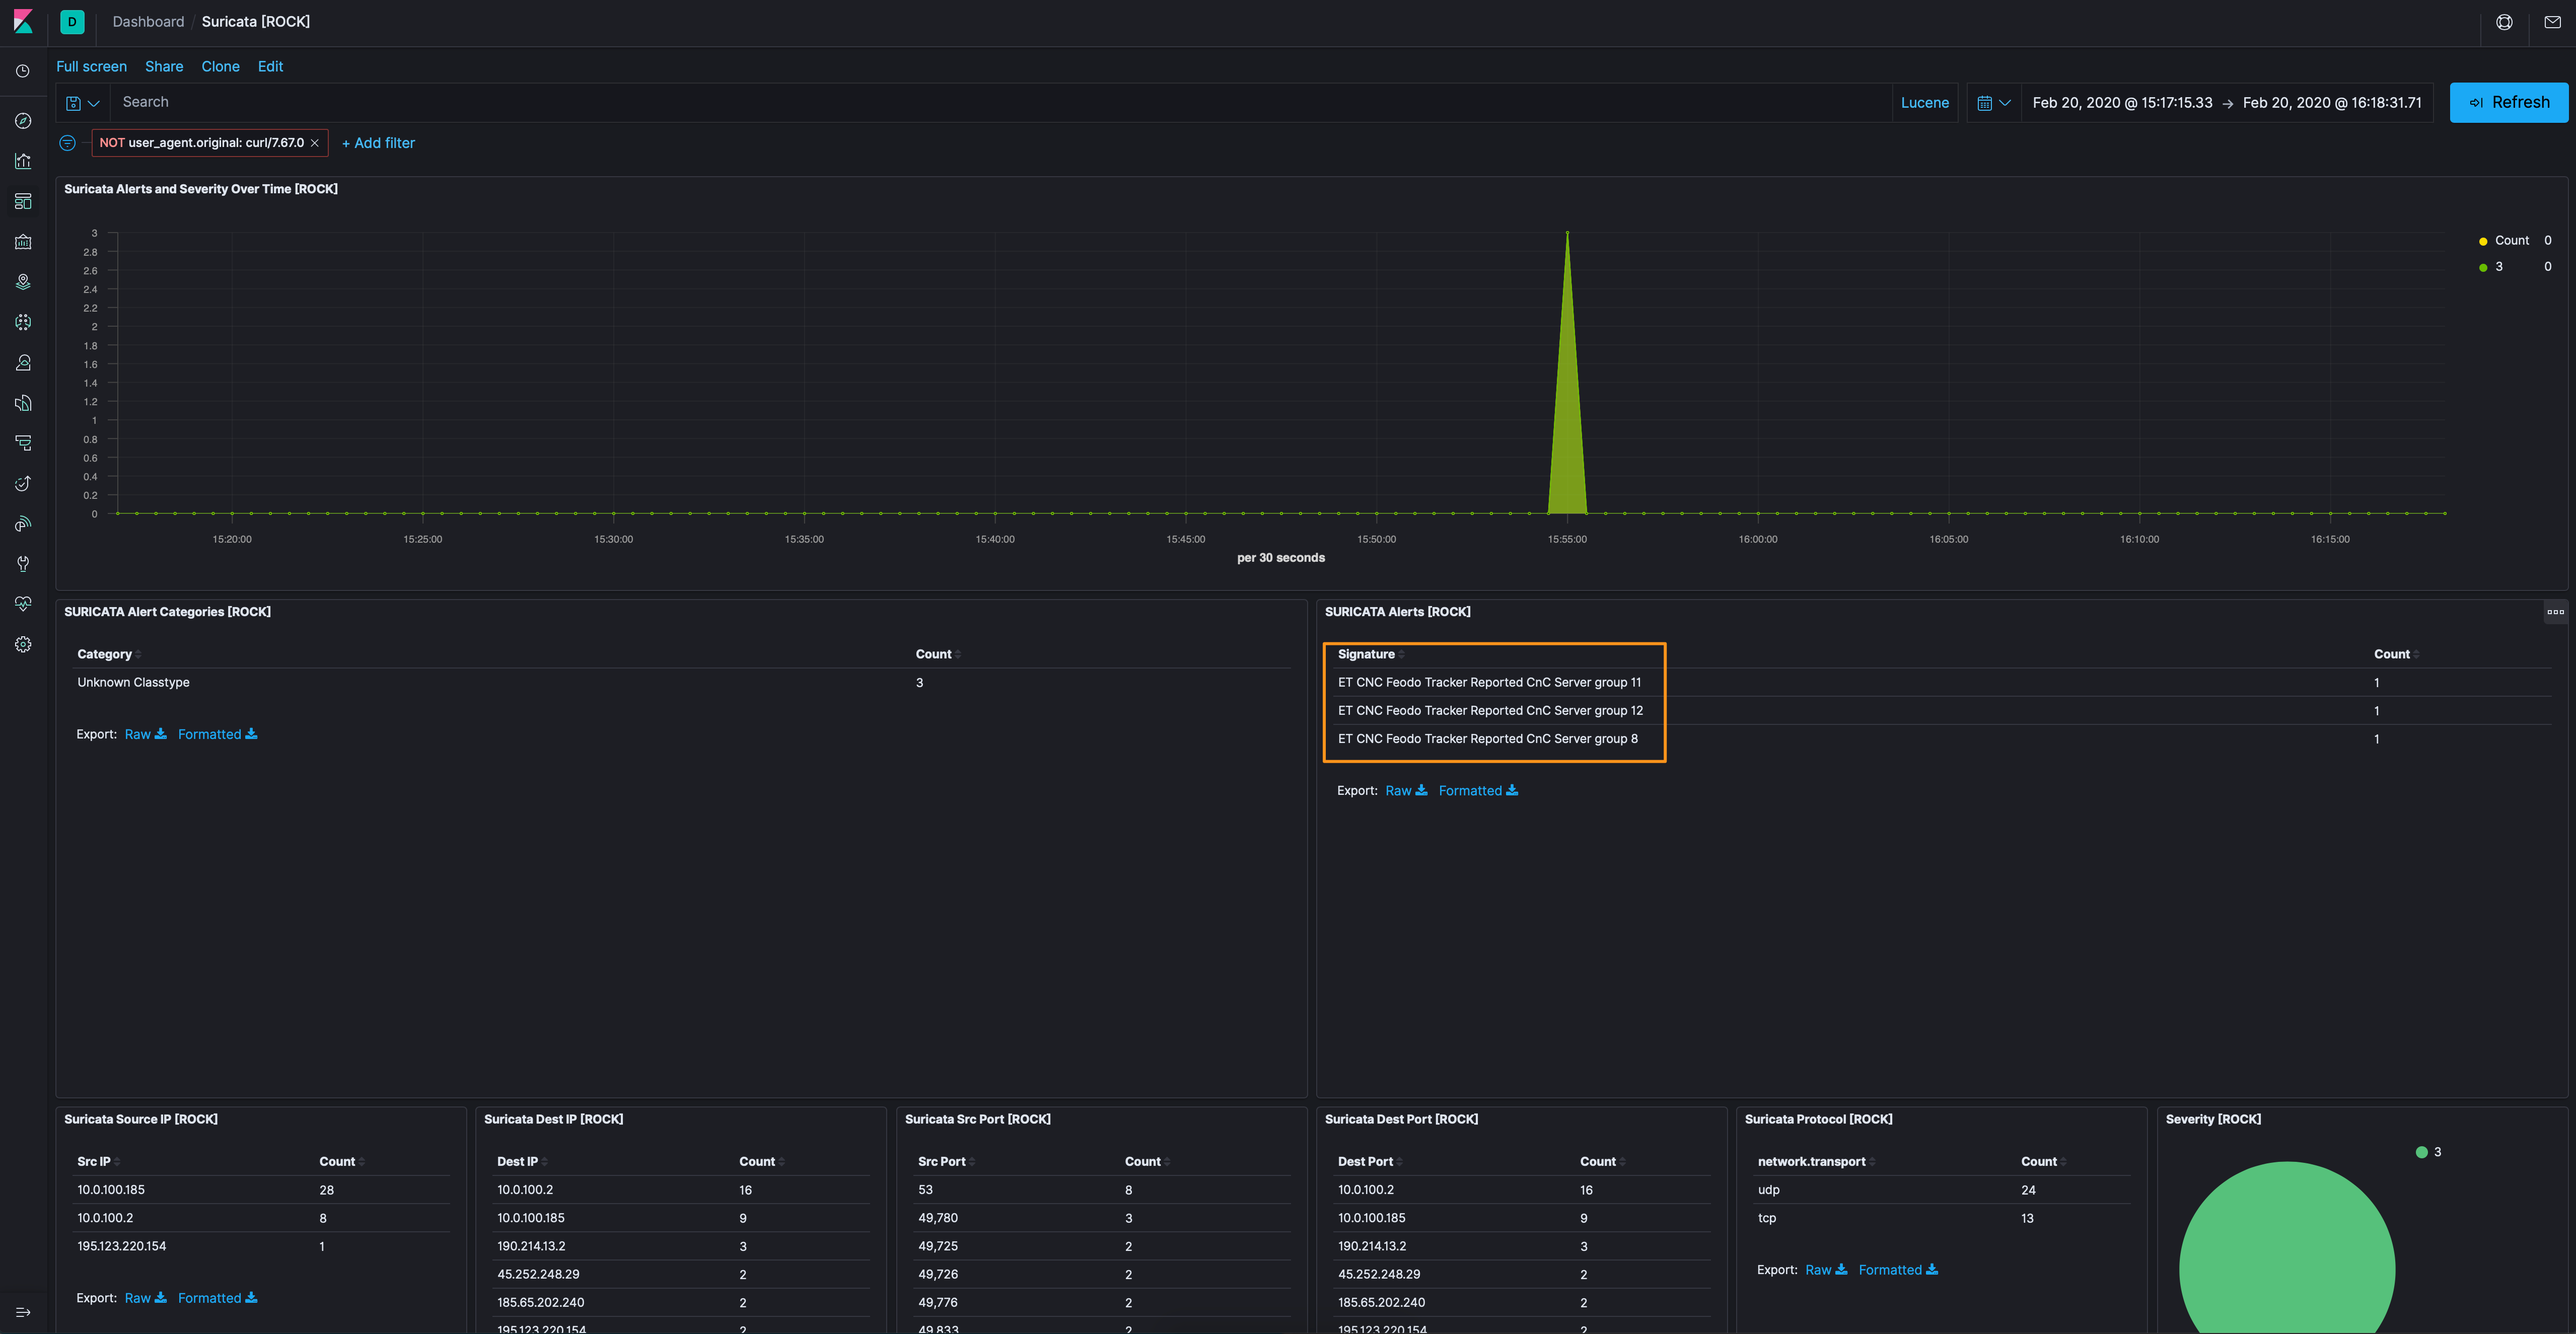 D Dashboard / Suricata [ROCK]
Full screen Share Clone Edit
Search Lucene Feb 20, 2020 @ 15:17:15.33 → Feb 20, 2020 @ 16:18:31.71 Refresh
NOT user_agent.original: curl/7.67.0 × + Add filter
Suricata Alerts and Severity Over Time [ROCK]
3
2.8
2.6
2.4
2.2
2
1.8
1.6
1.4
1.2
1
0.8
0.6
0.4
0.2
0
Count 0
3 0
15:20:00 15:25:00 15:30:00 15:35:00 15:40:00 15:45:00 15:50:00 15:55:00 16:00:00 16:05:00 16:10:00 16:15:00
per 30 seconds
SURICATA Alert Categories [ROCK]
Category Count
Unknown Classtype 3
Export: Raw Formatted
SURICATA Alerts [ROCK]
Signature Count
ET CNC Feodo Tracker Reported CnC Server group 11 1
ET CNC Feodo Tracker Reported CnC Server group 12 1
ET CNC Feodo Tracker Reported CnC Server group 8 1
Export: Raw Formatted
Suricata Source IP [ROCK]
Src IP Count
10.0.100.185 28
10.0.100.2 8
195.123.220.154 1
Export: Raw Formatted
Suricata Dest IP [ROCK]
Dest IP Count
10.0.100.2 16
10.0.100.185 9
190.214.13.2 3
45.252.248.29 2
185.65.202.240 2
195.123.220.154 2
Suricata Src Port [ROCK]
Src Port Count
53 8
49,780 3
49,725 2
49,726 2
49,776 2
49,833 2
Suricata Dest Port [ROCK]
Dest Port Count
10.0.100.2 16
10.0.100.185 9
190.214.13.2 3
45.252.248.29 2
185.65.202.240 2
195.123.220.154 2
Suricata Protocol [ROCK]
network.transport Count
udp 24
tcp 13
Export: Raw Formatted
Severity [ROCK]
3